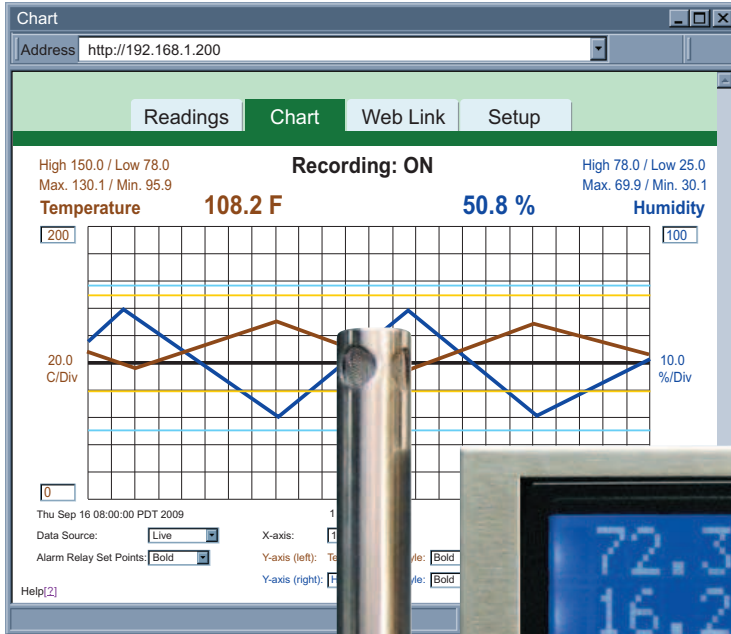 Chart
Address http://192.168.1.200
Readings Chart Web Link Setup
High 150.0 / Low 78.0 Recording: ON High 78.0 / Low 25.0
Max. 130.1 / Min. 95.9 Max. 69.9 / Min. 30.1
Temperature 108.2 F 50.8 % Humidity
200 100
20.0 10.0
C/Div %/Div
0
Thu Sep 16 08:00:00 PDT 2009 1
Data Source: Live X-axis: 1
Alarm Relay Set Points: Bold Y-axis (left): Bold
Y-axis (right): Bold
Help[?]
72.3
16.2